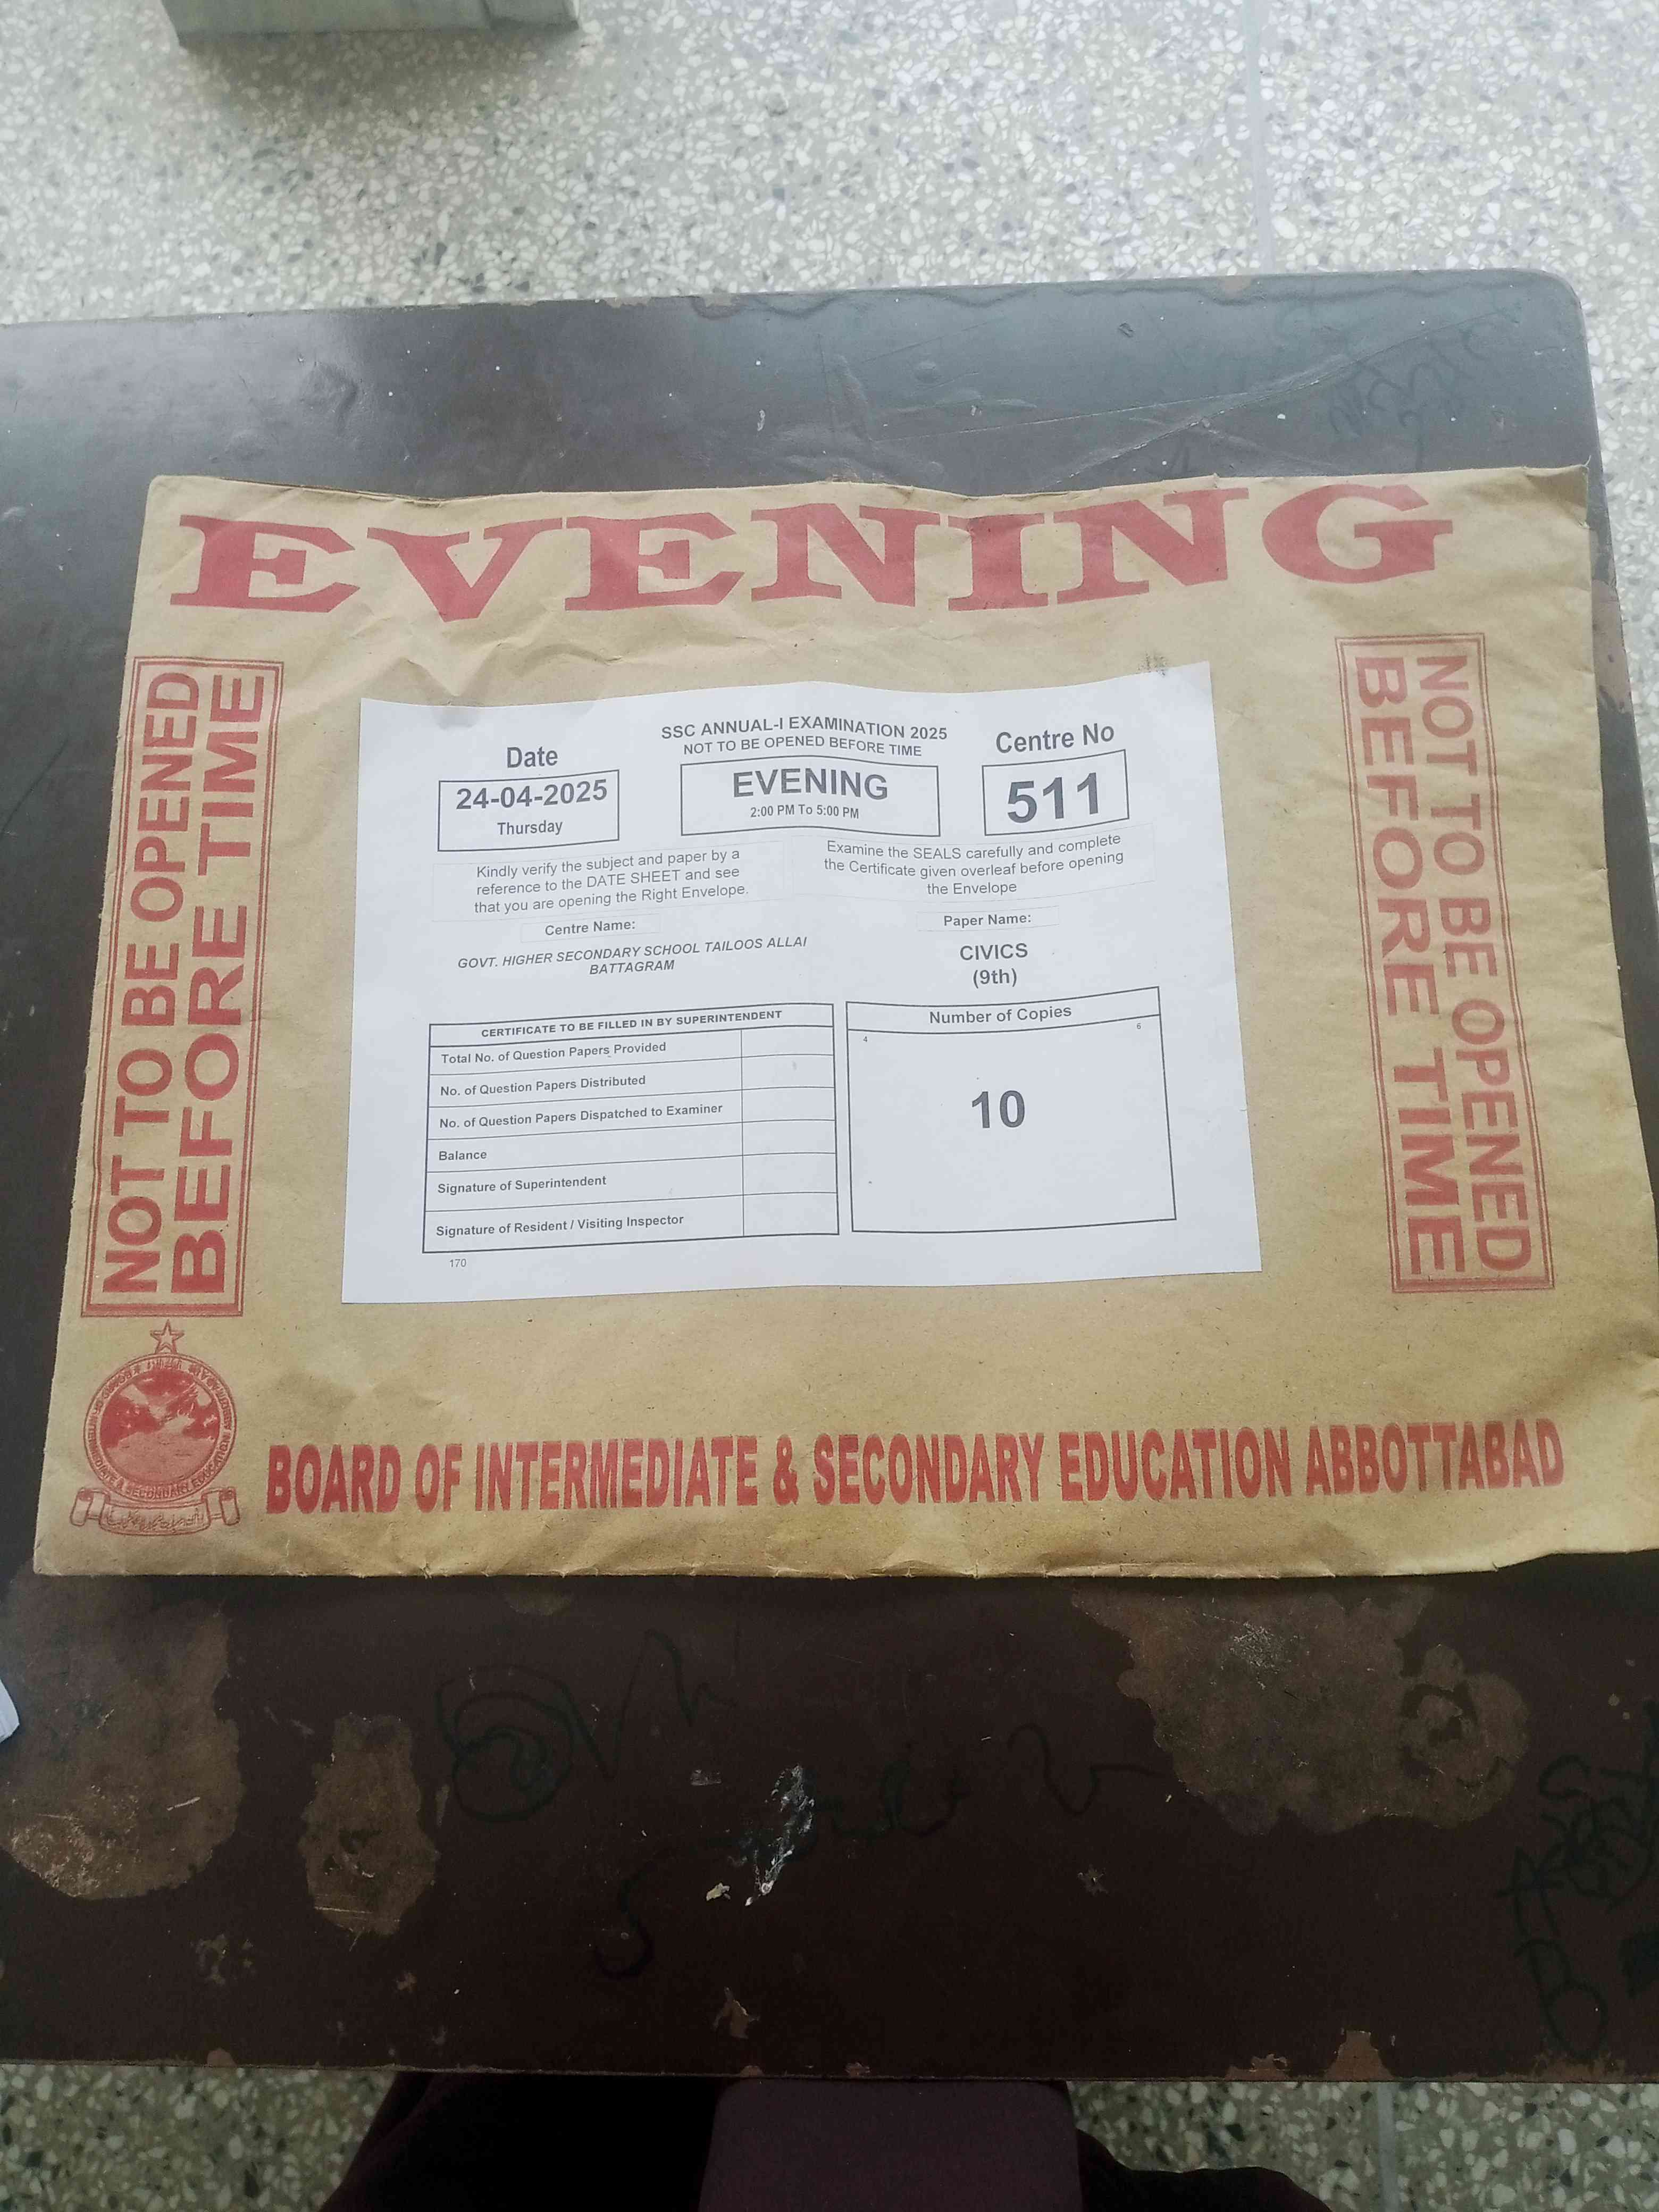 EVENING
NOT TO BE OPENED
BEFORE TIME
SSC ANNUAL-I EXAMINATION 2025
NOT TO BE OPENED BEFORE TIME
Date
24-04-2025
Thursday
EVENING
2:00 PM To 5:00 PM
Centre No
511
Kindly verify the subject and paper by a
reference to the DATE SHEET and see
that you are opening the Right Envelope.
Examine the SEALS carefully and complete
the Certificate given overleaf before opening
the Envelope
Centre Name:
GOVT. HIGHER SECONDARY SCHOOL TAILOOS ALLAI
BATTAGRAM
Paper Name:
CIVICS
(9th)
CERTIFICATE TO BE FILLED IN BY SUPERINTENDENT
Total No. of Question Papers Provided
No. of Question Papers Distributed
No. of Question Papers Dispatched to Examiner
Balance
Signature of Superintendent
Signature of Resident / Visiting Inspector
170
Number of Copies
4
6
10
NOT TO BE OPENED
BEFORE TIME
BOARD OF INTERMEDIATE & SECONDARY EDUCATION ABBOTTABAD